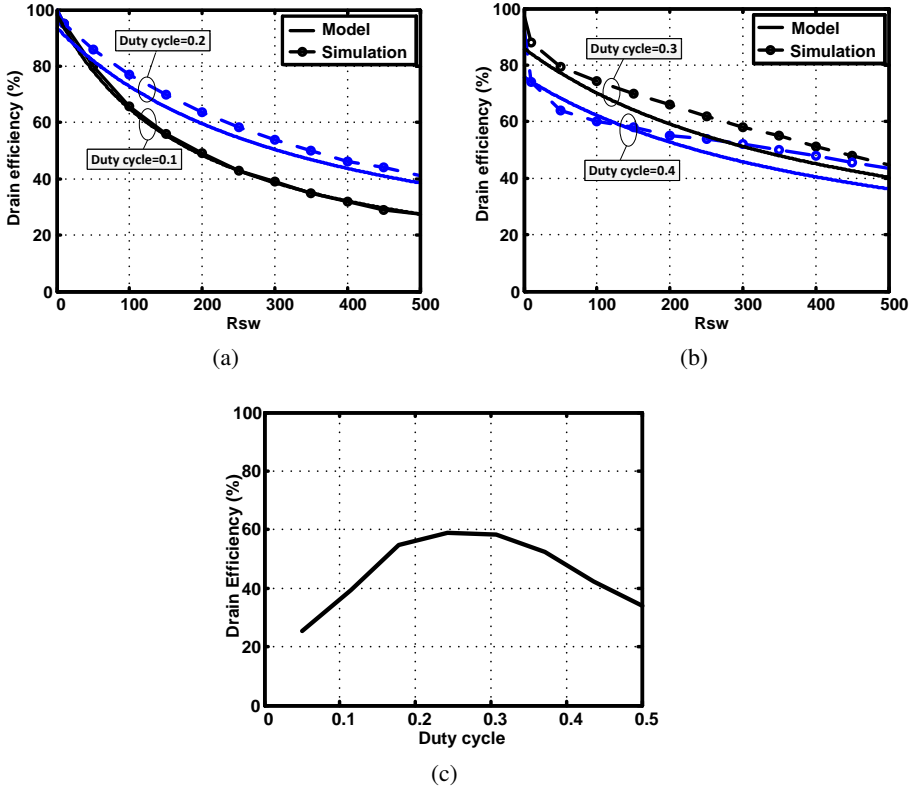 100
80
60
40
20
0
Drain efficiency (%)
Model
Simulation
Duty cycle=0.2
Duty cycle=0.1
0 100 200 300 400 500
Rsw
(a)
100
80
60
40
20
0
Drain efficiency (%)
Model
Simulation
Duty cycle=0.3
Duty cycle=0.4
0 100 200 300 400 500
Rsw
(b)
100
80
60
40
20
0
Drain Efficiency (%)
0 0.1 0.2 0.3 0.4 0.5
Duty cycle
(c)